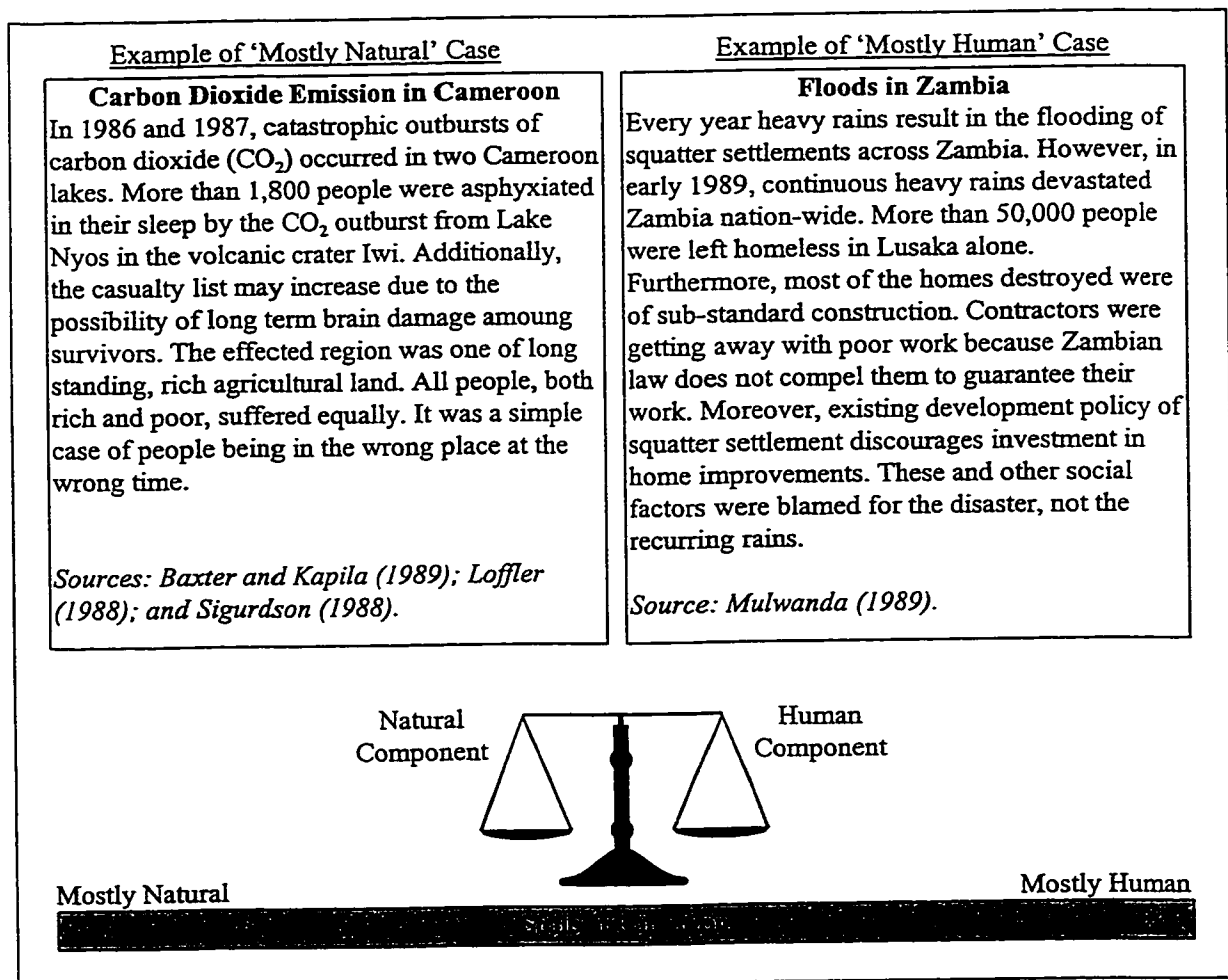 Example of ‘Mostly Natural’ Case
Carbon Dioxide Emission in Cameroon
In 1986 and 1987, catastrophic outbursts of
carbon dioxide (CO₂) occurred in two Cameroon
lakes. More than 1,800 people were asphyxiated
in their sleep by the CO₂ outburst from Lake
Nyos in the volcanic crater Iwi. Additionally,
the casualty list may increase due to the
possibility of long term brain damage amoung
survivors. The effected region was one of long
standing, rich agricultural land. All people, both
rich and poor, suffered equally. It was a simple
case of people being in the wrong place at the
wrong time.
Sources: Baxter and Kapila (1989); Loffler
(1988); and Sigurdson (1988).
Example of ‘Mostly Human’ Case
Floods in Zambia
Every year heavy rains result in the flooding of
squatter settlements across Zambia. However, in
early 1989, continuous heavy rains devastated
Zambia nation-wide. More than 50,000 people
were left homeless in Lusaka alone.
Furthermore, most of the homes destroyed were
of sub-standard construction. Contractors were
getting away with poor work because Zambian
law does not compel them to guarantee their
work. Moreover, existing development policy of
squatter settlement discourages investment in
home improvements. These and other social
factors were blamed for the disaster, not the
recurring rains.
Source: Mulwanda (1989).
Natural
Component
Human
Component
Mostly Natural
Mostly Human